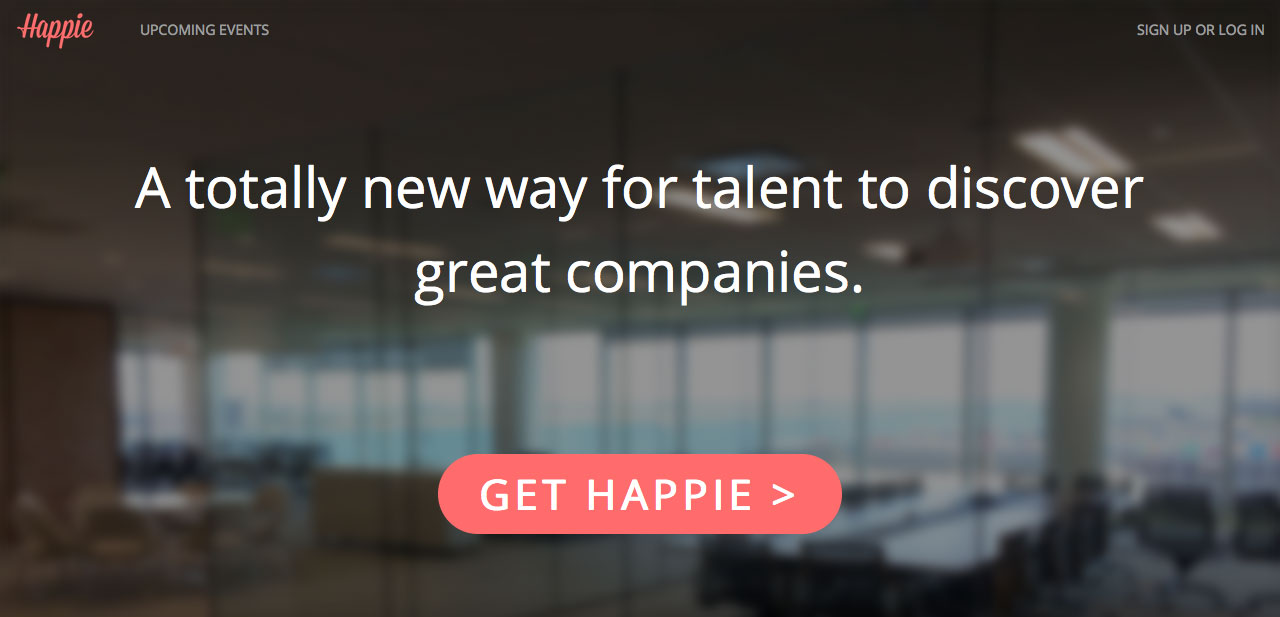 Happie
UPCOMING EVENTS
SIGN UP OR LOG IN
A totally new way for talent to discover
great companies.
GET HAPPIE >